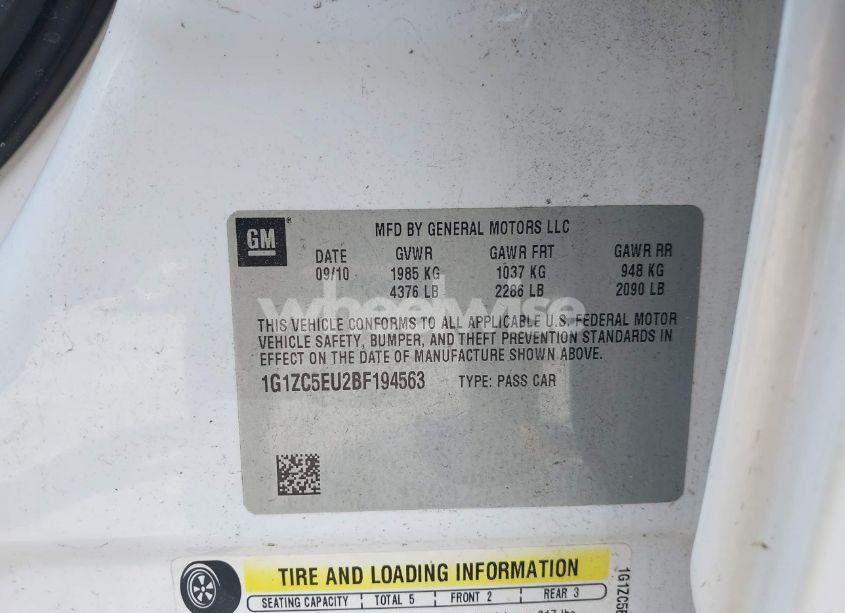 GM
MFD BY GENERAL MOTORS LLC
DATE GVWR GAWR FRT GAWR RR
09/10 1985 KG 1037 KG 948 KG
4376 LB 2286 LB 2090 LB
wheelwise
THIS VEHICLE CONFORMS TO ALL APPLICABLE U.S. FEDERAL MOTOR
VEHICLE SAFETY, BUMPER, AND THEFT PREVENTION STANDARDS IN
EFFECT ON THE DATE OF MANUFACTURE SHOWN ABOVE.
1G1ZC5EU2BF194563 TYPE: PASS CAR
TIRE AND LOADING INFORMATION
SEATING CAPACITY TOTAL 5 FRONT 2 REAR 3
1G1ZC5E